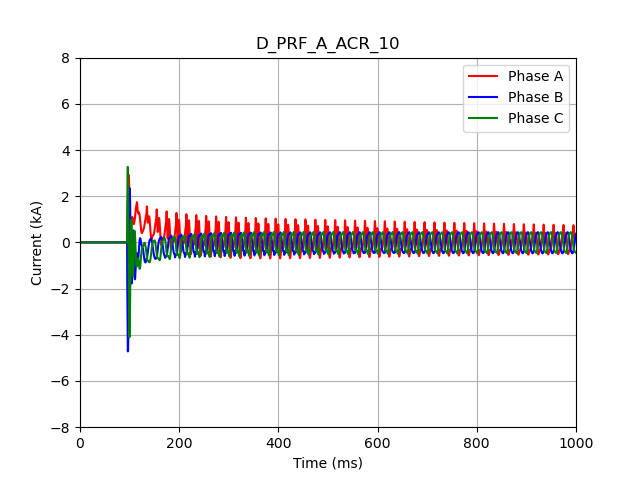 D_PRF_A_ACR_10
8
6
4
2
0
−2
−4
−6
−8
Current (kA)
Phase A
Phase B
Phase C
0 200 400 600 800 1000
Time (ms)